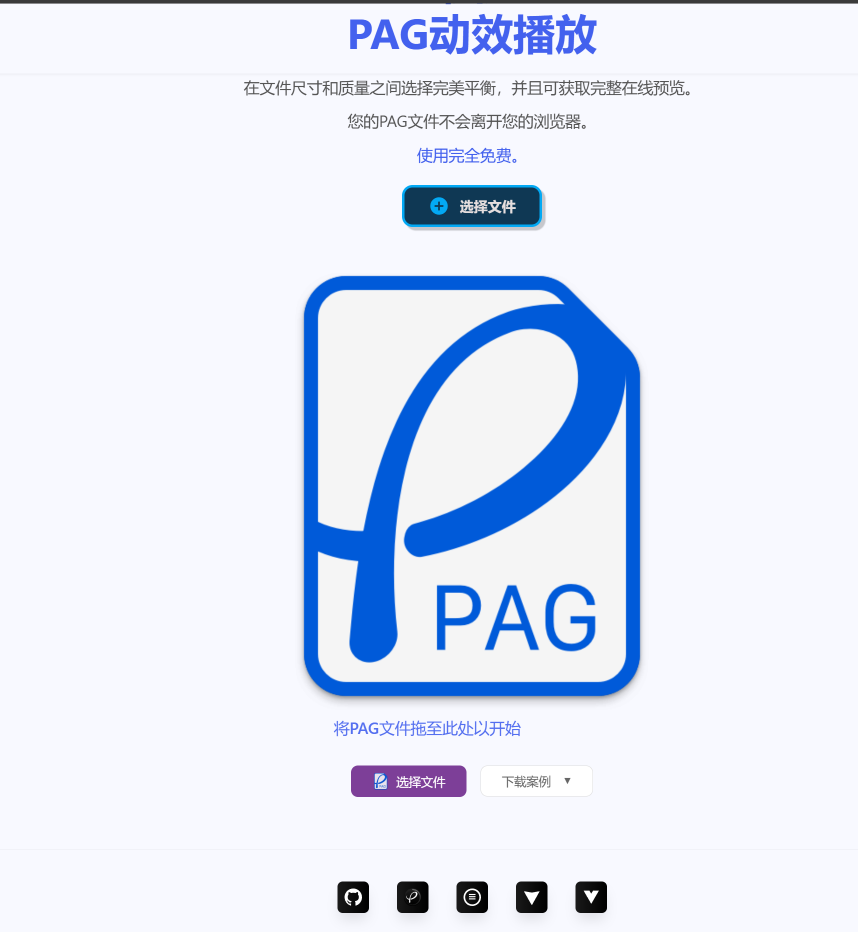 PAG动效播放
在文件尺寸和质量之间选择完美平衡，并且可获取完整在线预览。
您的PAG文件不会离开您的浏览器。
使用完全免费。
选择文件
PAG
将PAG文件拖至此处以开始
选择文件 下载案例